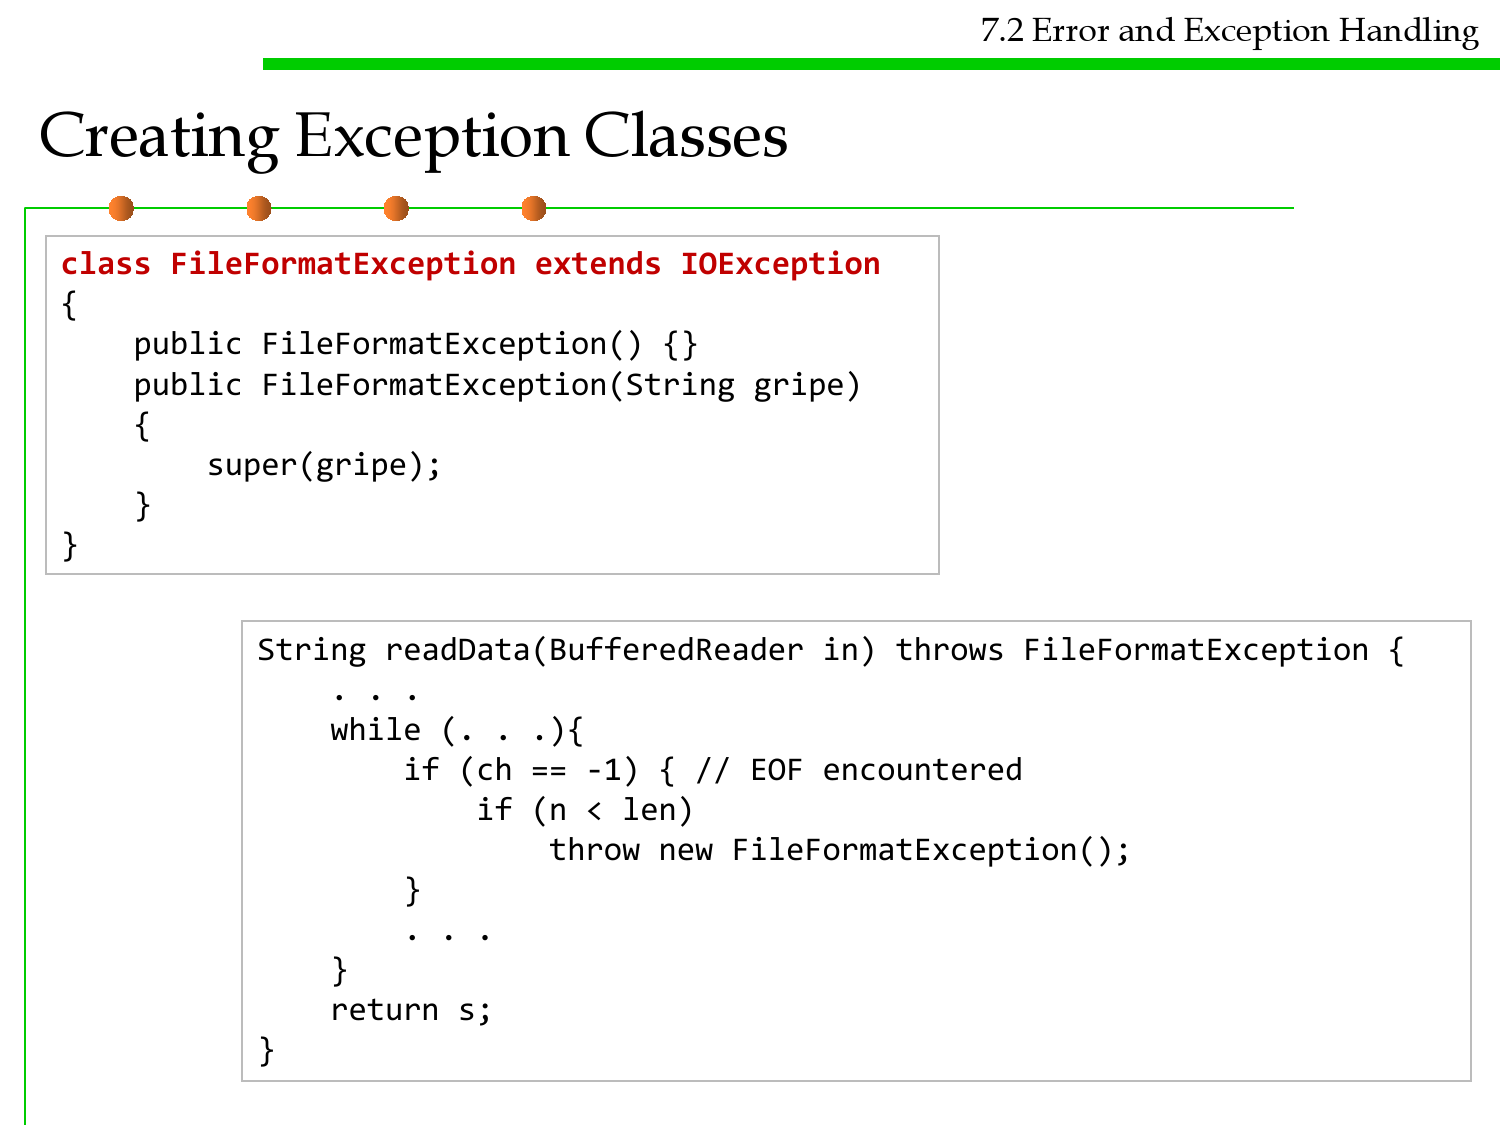 7.2 Error and Exception Handling
Creating Exception Classes
class FileFormatException extends IOException
{
    public FileFormatException() {}
    public FileFormatException(String gripe)
    {
        super(gripe);
    }
}
String readData(BufferedReader in) throws FileFormatException {
    . . .
    while (. . .){
        if (ch == -1) { // EOF encountered
            if (n < len)
                throw new FileFormatException();
        }
        . . .
    }
    return s;
}